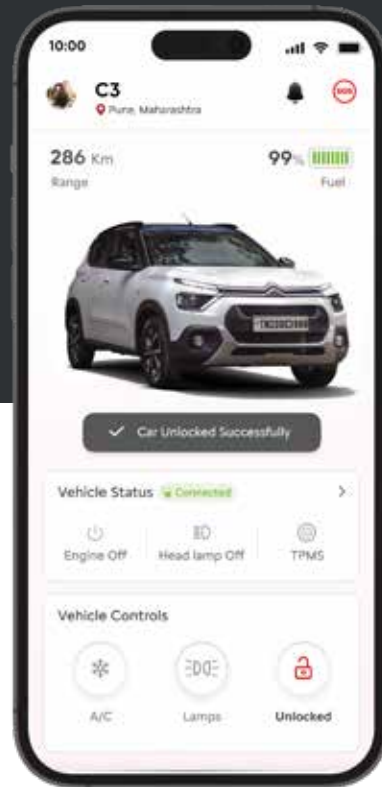 10:00
C3
SOS
Pune, Maharashtra
286 Km
99%
Range
Fuel
Car Unlocked Successfully
Vehicle Status
Connected
Engine Off
Head lamp Off
TPMS
Vehicle Controls
A/C
Lamps
Unlocked